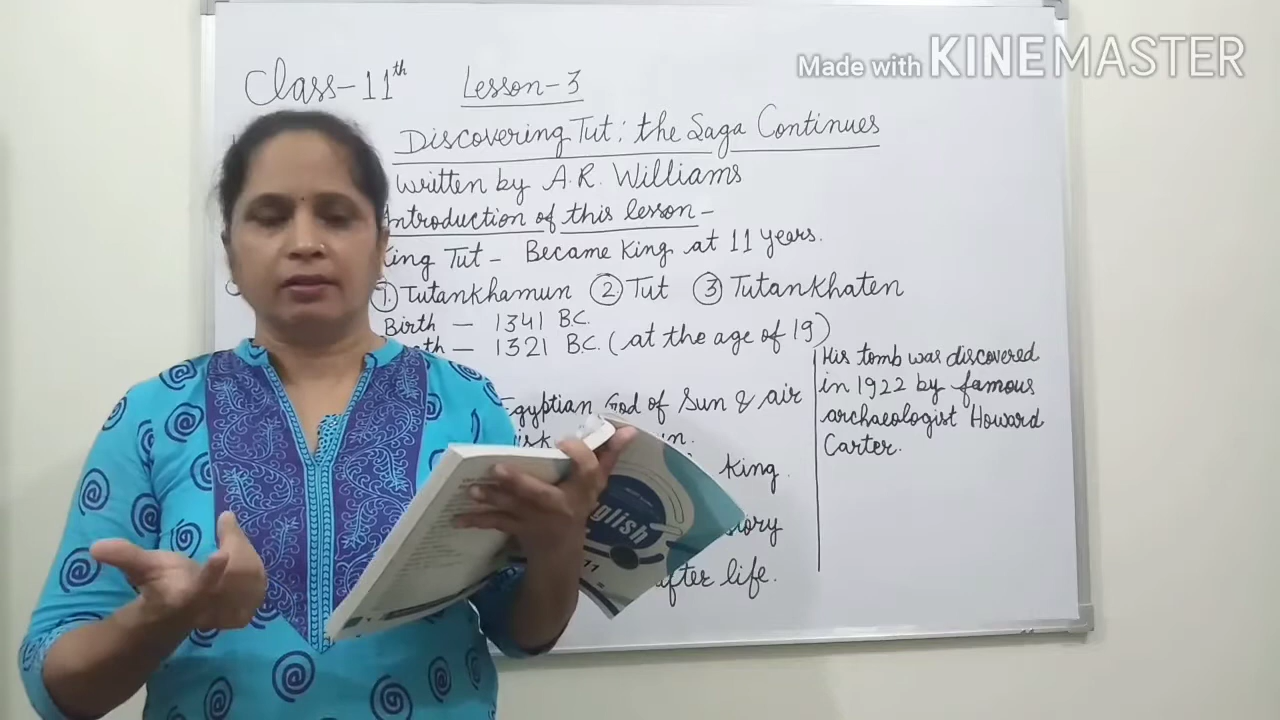 Made with KINEMASTER
Class-11th Lesson-3
Discovering Tut: the Saga Continues
written by A.R. Williams
Introduction of this lesson-
King Tut- Became King at 11 years.
① Tutankhamun ② Tut ③ Tutankhaten
Birth — 1341 B.C.
— 1321 B.C. (at the age of 19)
Egyptian God of Sun & air
King.
after life.
His tomb was discovered
in 1922 by famous
archaeologist Howard
Carter.
English
11